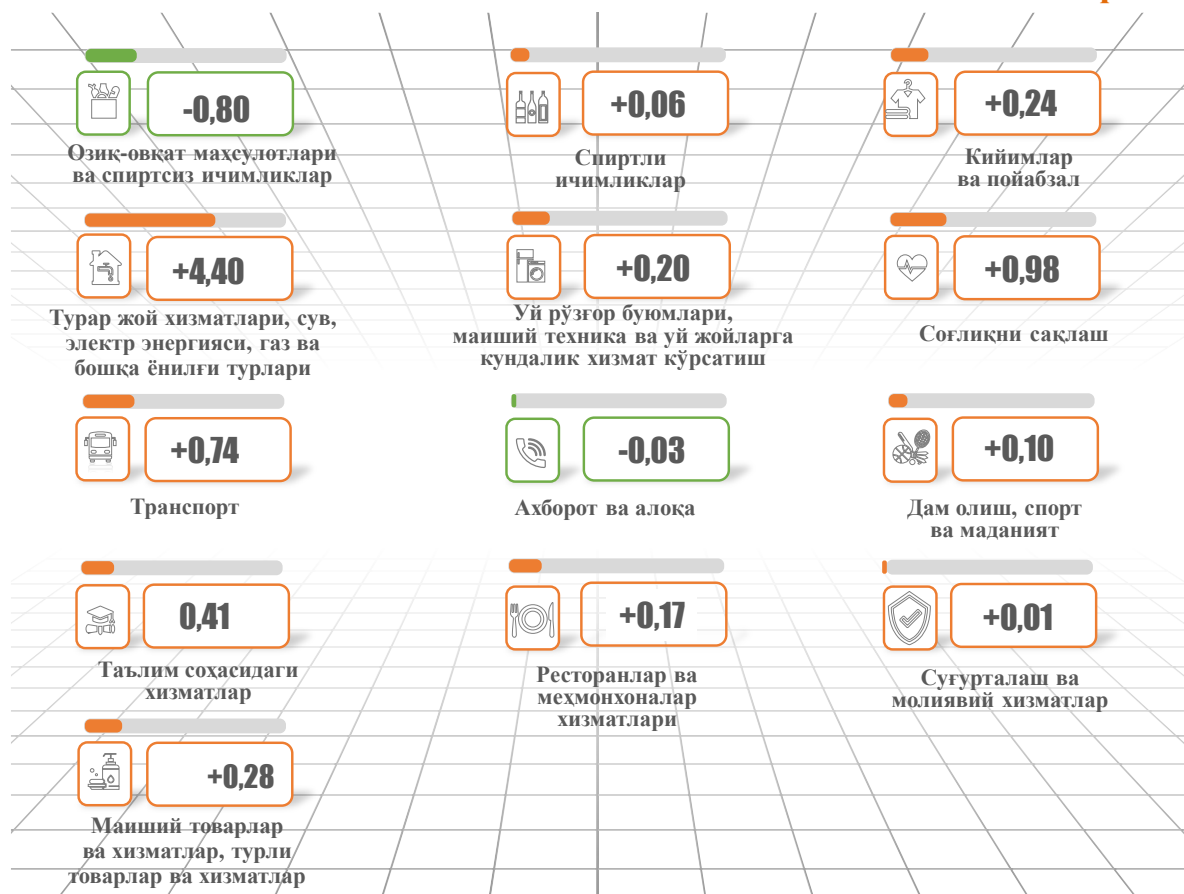 -0,80
Озиқ-овқат махсулотлари
ва спиртсиз ичимликлар
+0,06
Спиртли
ичимликлар
+0,24
Кийимлар
ва пойабзал
+4,40
Турар жой хизматлари, сув,
электр энергияси, газ ва
бошқа ёнилғи турлари
+0,20
Уй рўзғор буюмлари,
маиший техника ва уй жойларга
кундалик хизмат кўрсатиш
+0,98
Соғлиқни сақлаш
+0,74
Транспорт
-0,03
Ахборот ва алоқа
+0,10
Дам олиш, спорт
ва маданият
0,41
Таълим соҳасидаги
хизматлар
+0,17
Ресторанлар ва
меҳмонхоналар
хизматлари
+0,01
Суғурталаш ва
молиявий хизматлар
+0,28
Маиший товарлар
ва хизматлар, турли
товарлар ва хизматлар